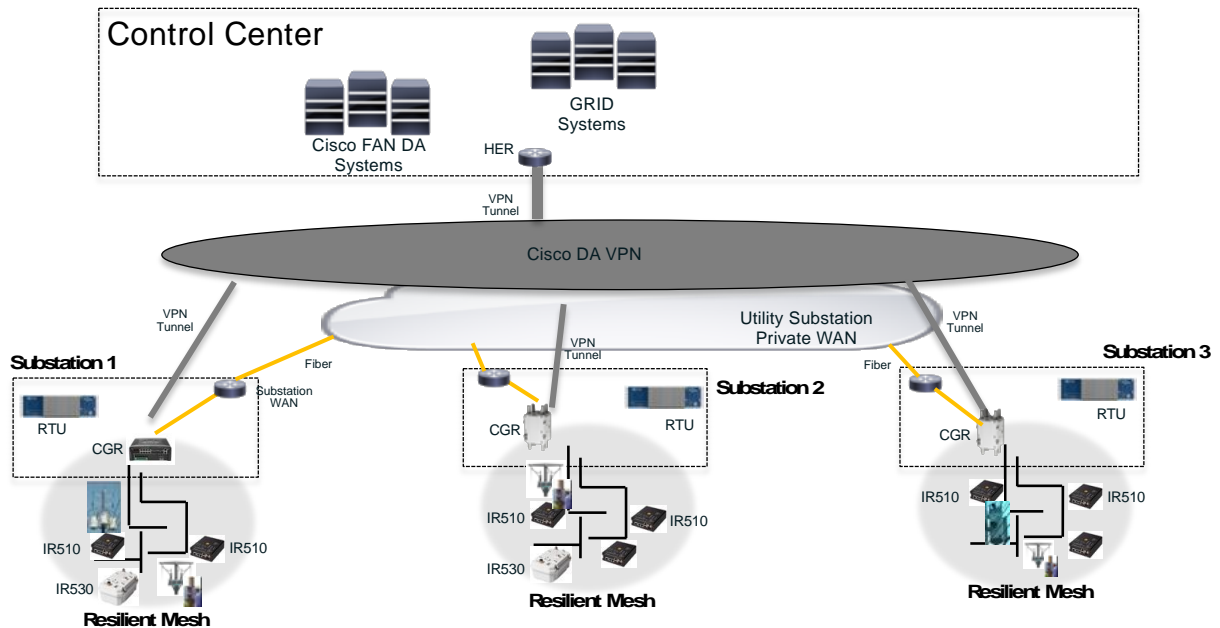 Control Center
GRID
Systems
Cisco FAN DA
Systems
HER
VPN
Tunnel
Cisco DA VPN
VPN
Tunnel
Utility Substation
Private WAN
VPN
Tunnel
VPN
Tunnel
Substation 1
Fiber
Fiber
Substation 3
Substation
WAN
Substation 2
RTU
RTU
RTU
CGR
CGR
CGR
IR510
IR510
IR510
IR510
IR510
IR510
IR530
IR530
Resilient Mesh
Resilient Mesh
Resilient Mesh